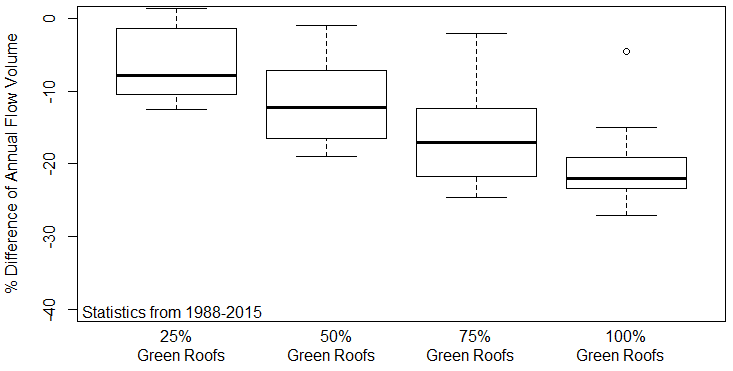 % Difference of Annual Flow Volume
0
-10
-20
-30
-40
Statistics from 1988-2015
25%
Green Roofs
50%
Green Roofs
75%
Green Roofs
100%
Green Roofs